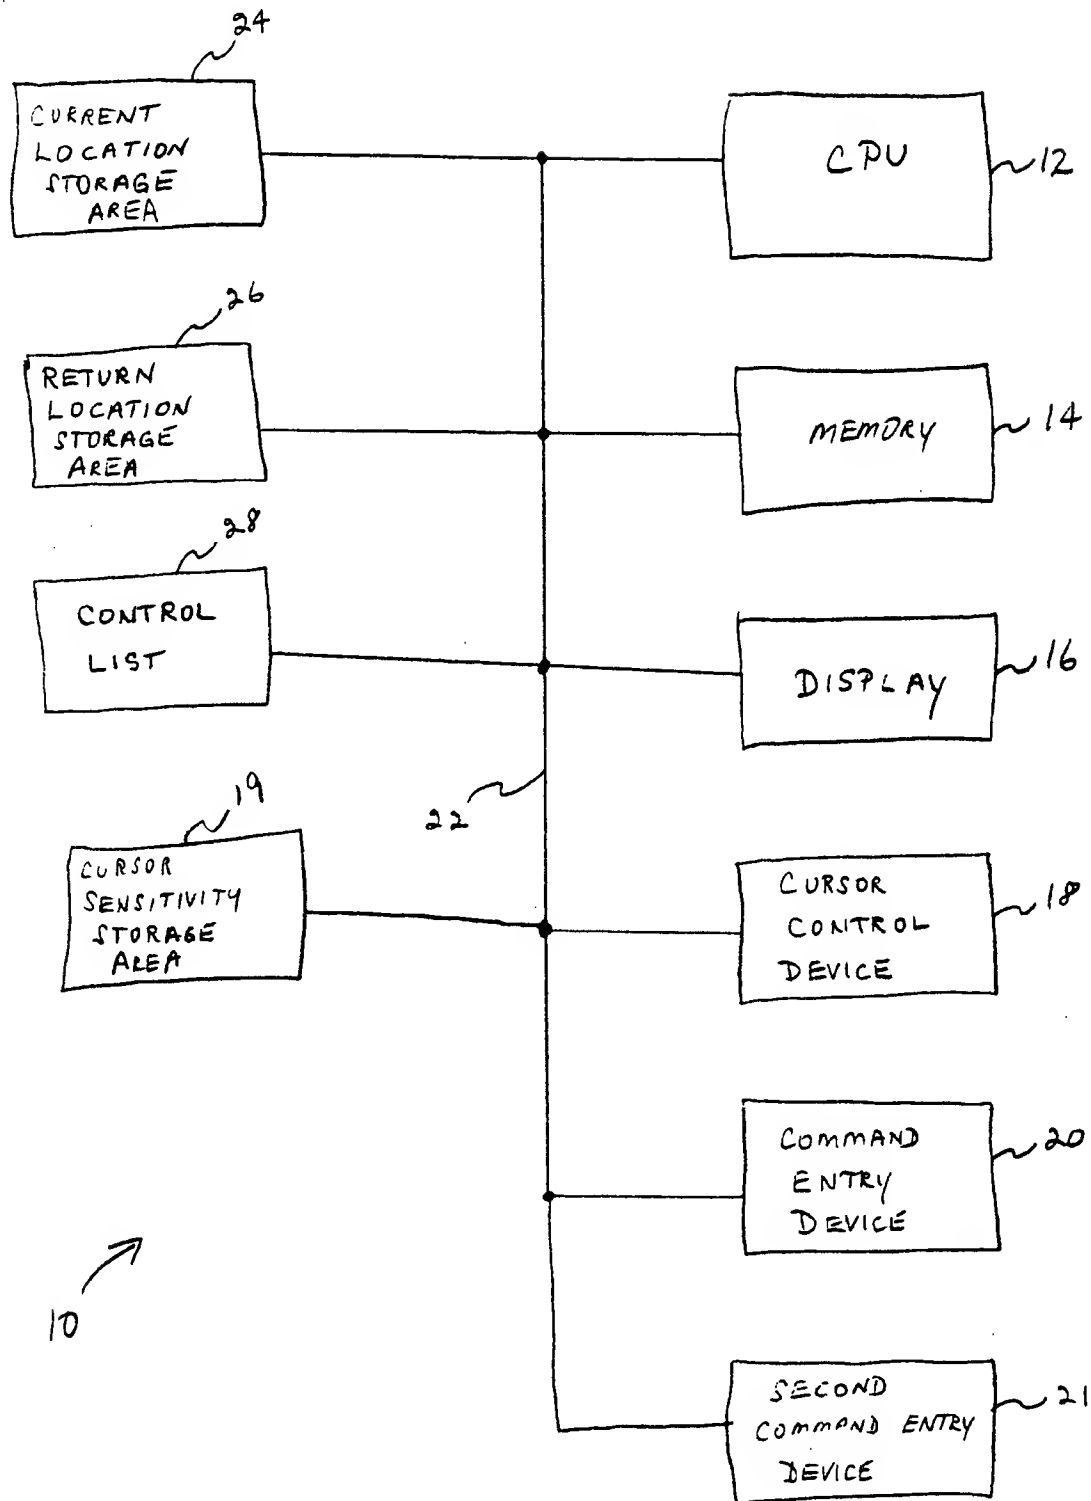 24
CURRENT
LOCATION
STORAGE
AREA
CPU
12
26
RETURN
LOCATION
STORAGE
AREA
MEMORY
14
28
CONTROL
LIST
DISPLAY
16
22
19
CURSOR
SENSITIVITY
STORAGE
AREA
CURSOR
CONTROL
DEVICE
18
COMMAND
ENTRY
DEVICE
20
10
SECOND
COMMAND ENTRY
DEVICE
21